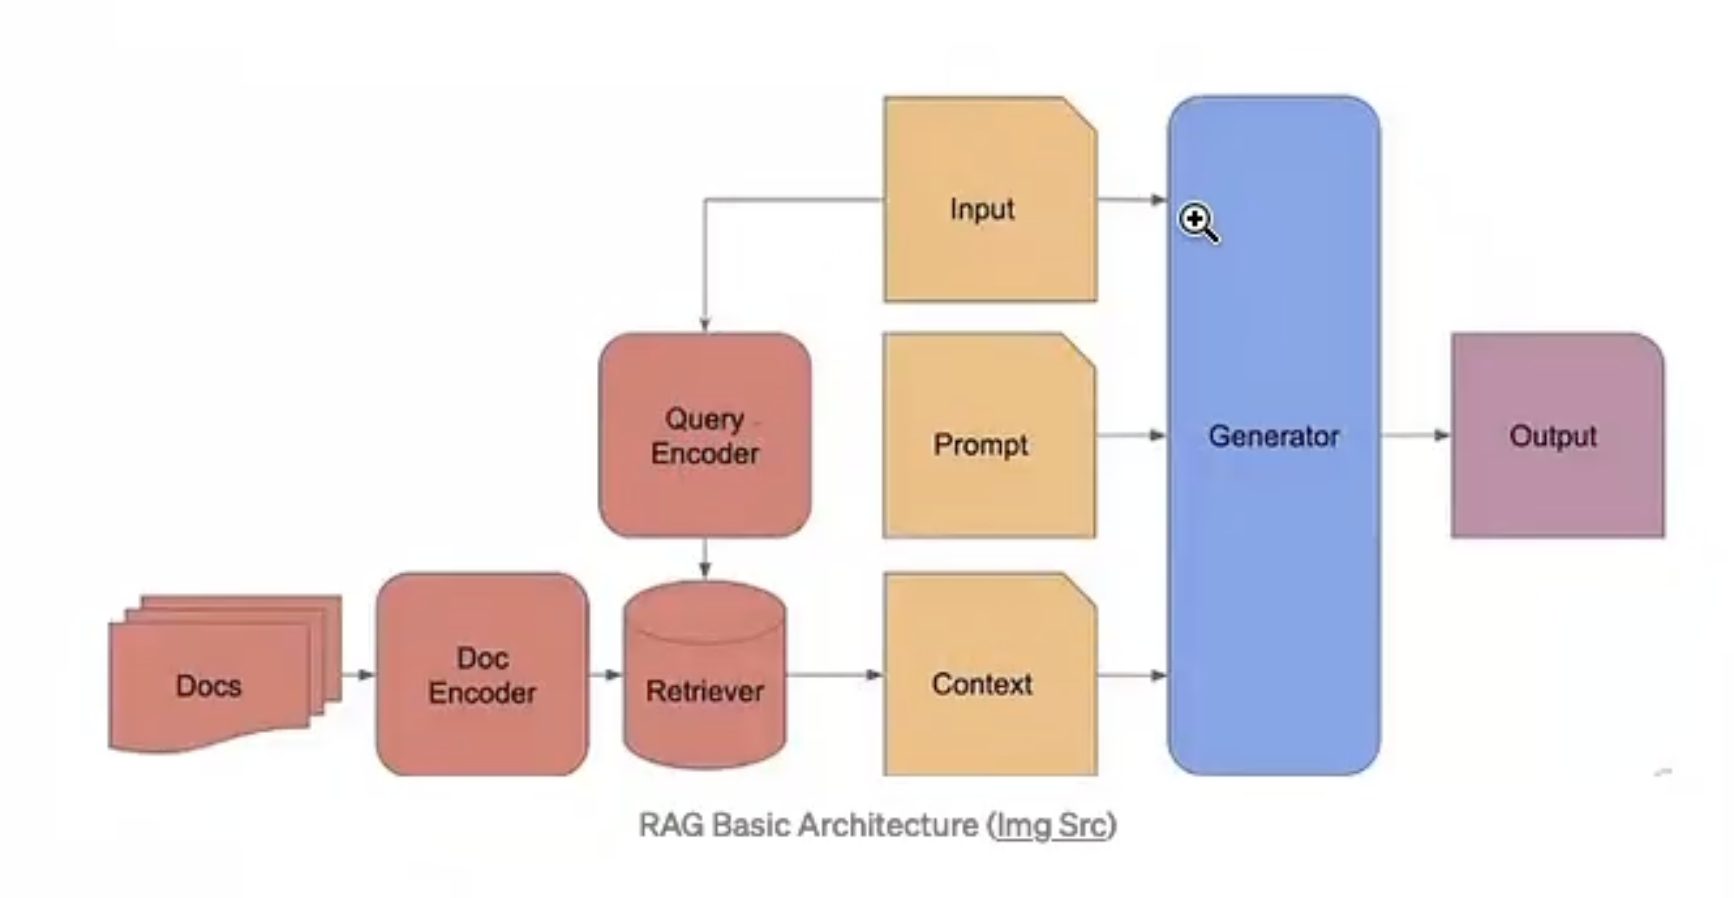 Input
Query
Encoder
Prompt
Generator
Output
Docs
Doc
Encoder
Retriever
Context
RAG Basic Architecture (Img Src)